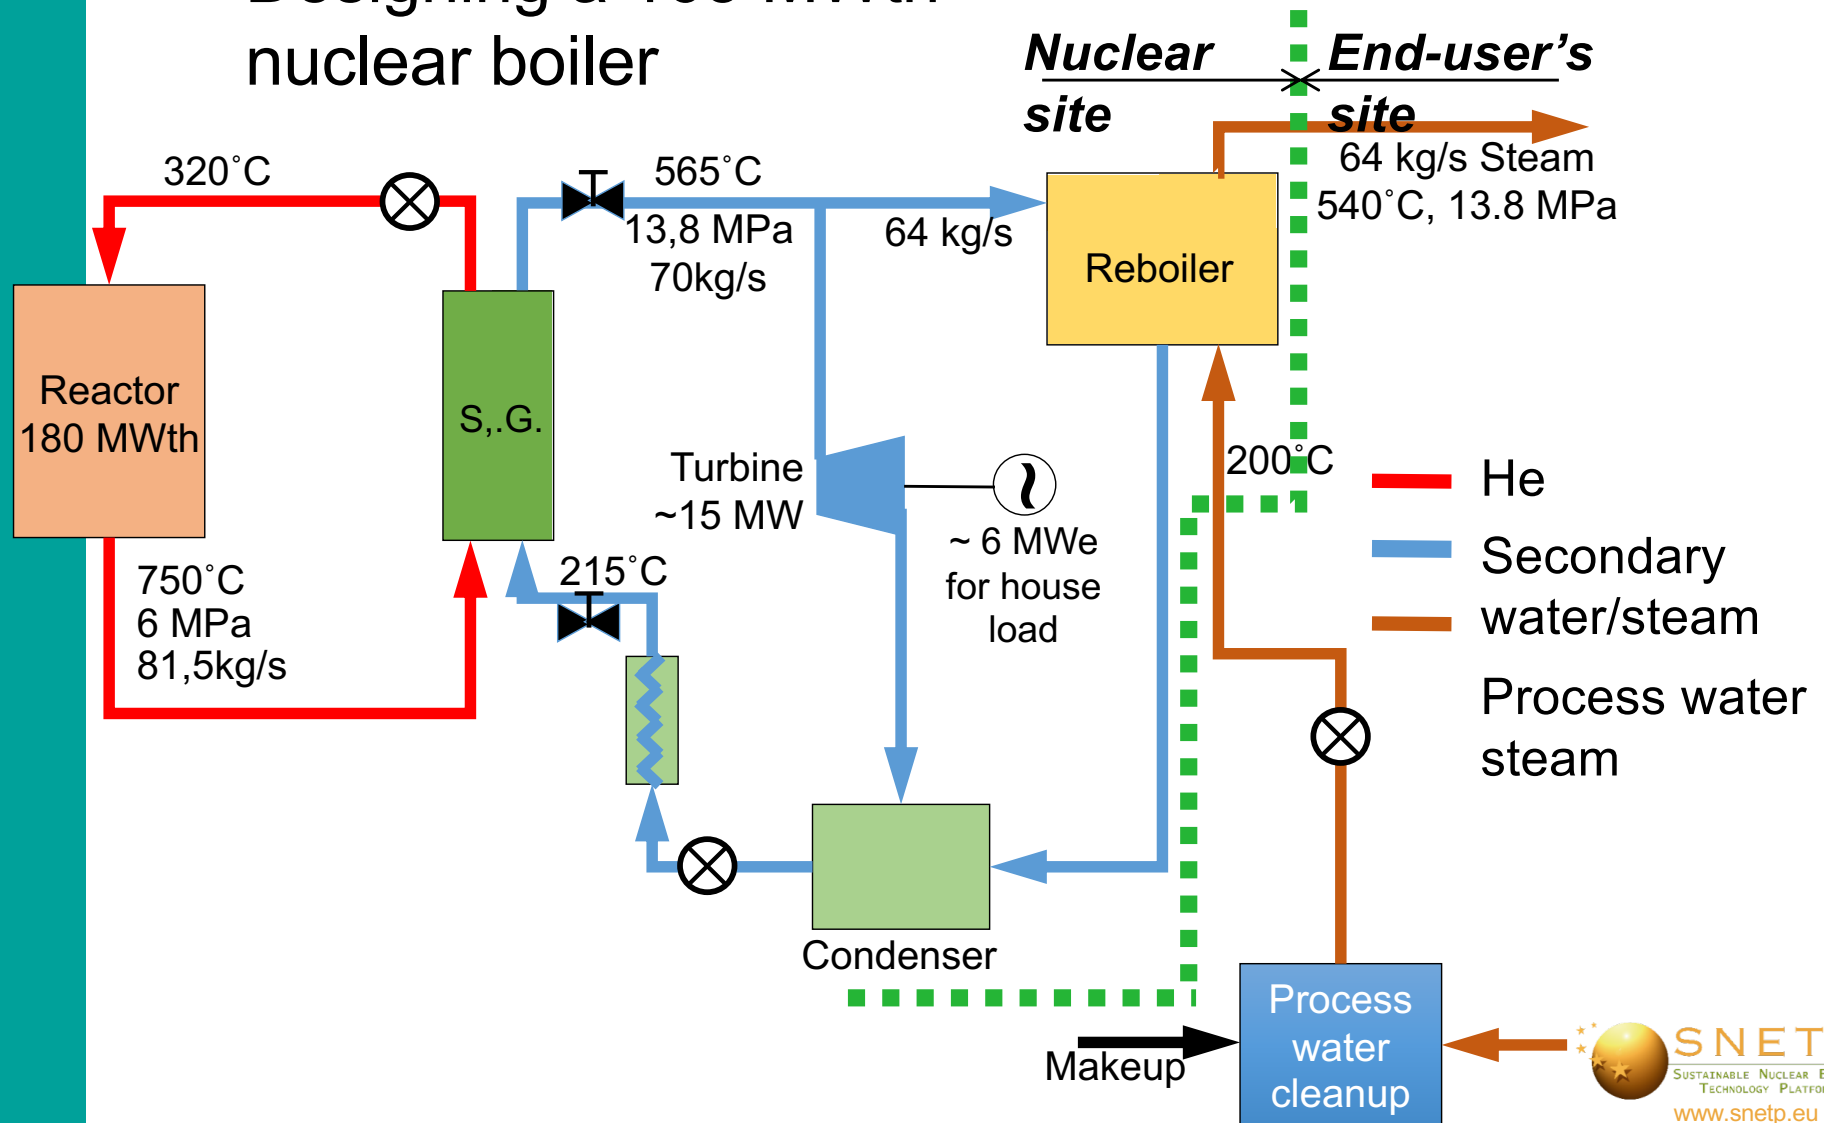 nuclear boiler
Nuclear
site
End-user's
site
320°C
565°C
13,8 MPa
70kg/s
64 kg/s
64 kg/s Steam
540°C, 13.8 MPa
Reboiler
Reactor
180 MWth
S,.G.
Turbine
~15 MW
~ 6 MWe
for house
load
200°C
750°C
6 MPa
81,5kg/s
215°C
Condenser
He
Secondary
water/steam
Process water
steam
Makeup
Process
water
cleanup
SNET
SUSTAINABLE NUCLEAR
TECHNOLOGY
www.snetp.eu